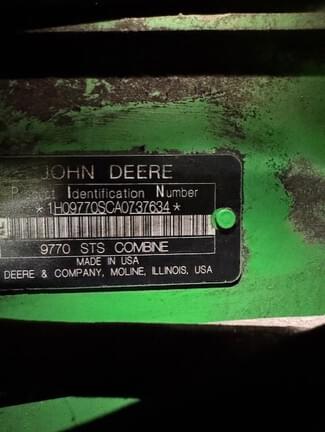 JOHN DEERE
Product Identification Number
*1H09770SCA0737634*
9770 STS COMBINE
MADE IN USA
DEERE & COMPANY, MOLINE, ILLINOIS, USA